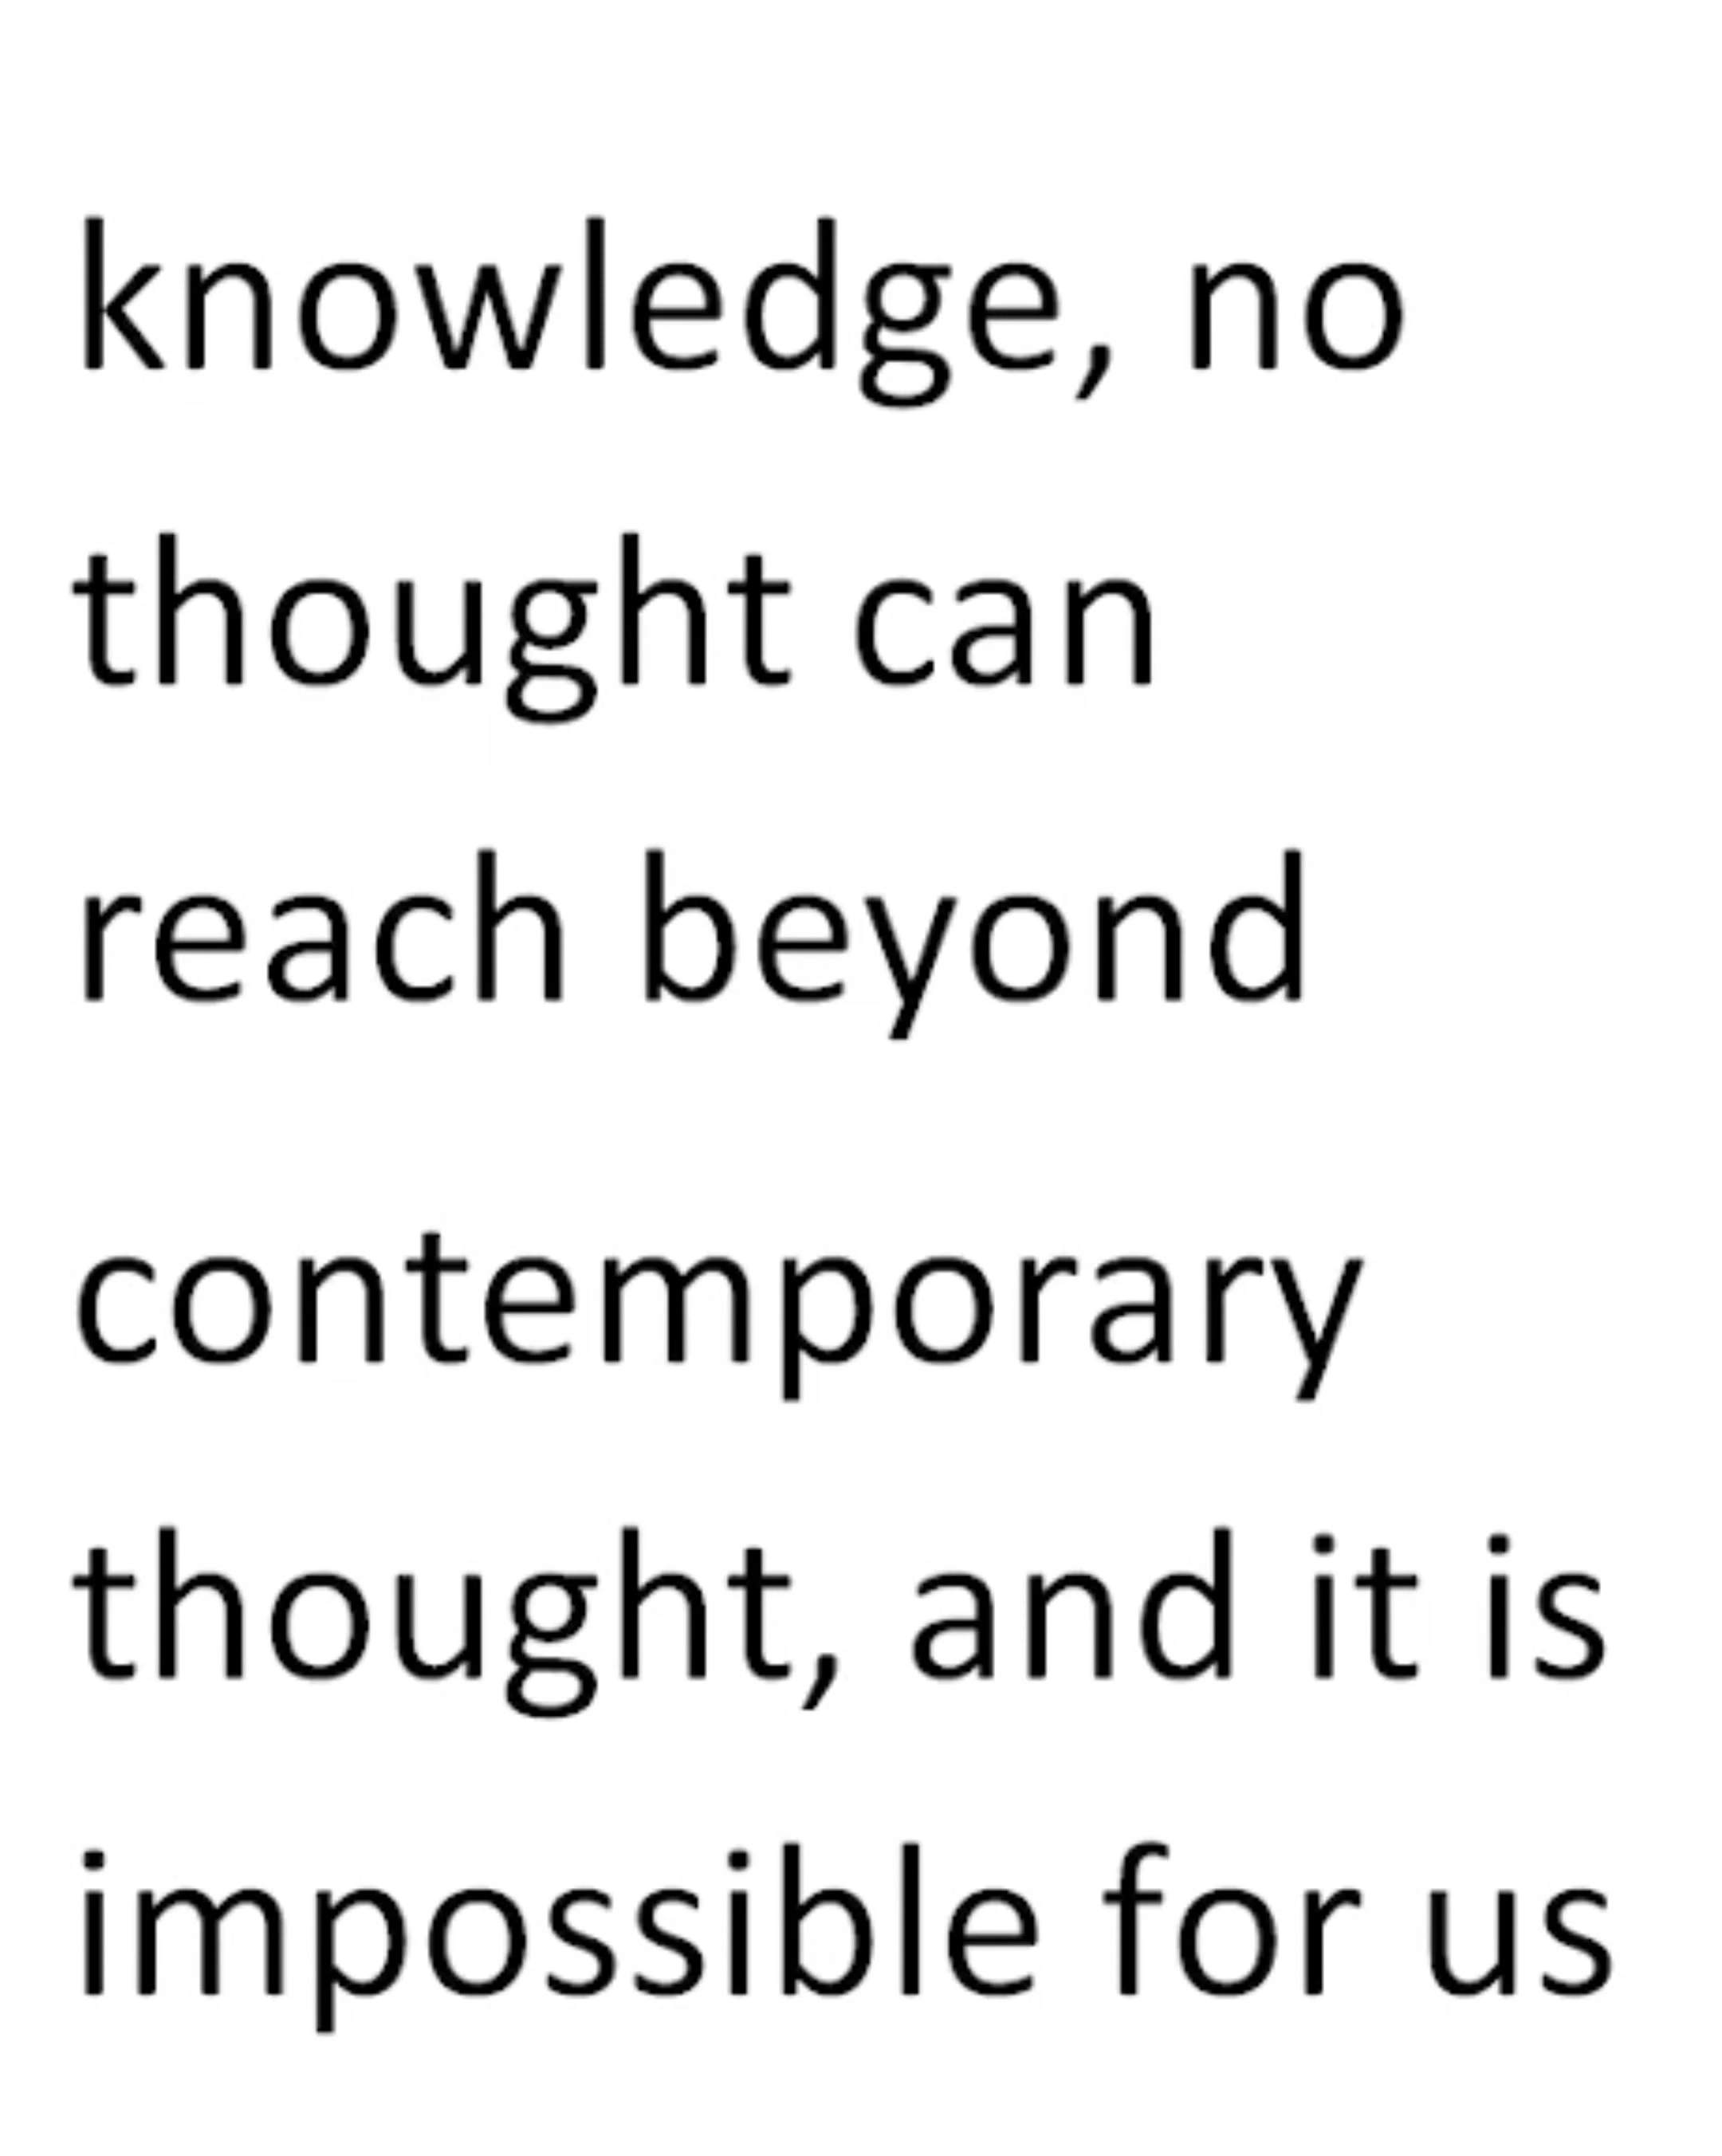 knowledge, no
thought can
reach beyond
contemporary
thought, and it is
impossible for us